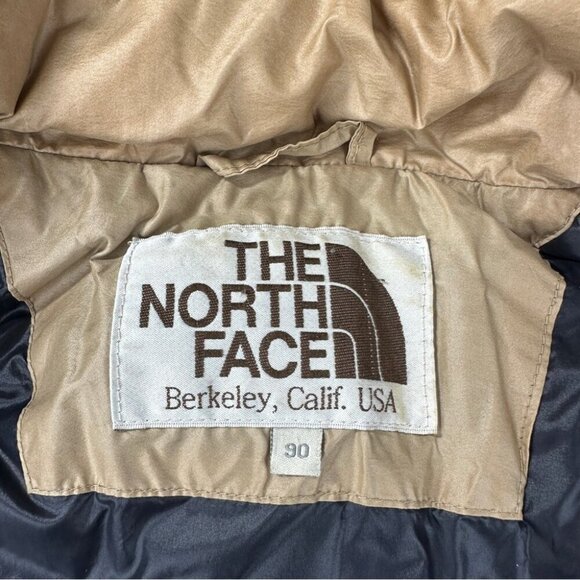 THE
NORTH
FACE
Berkeley, Calif. USA
90